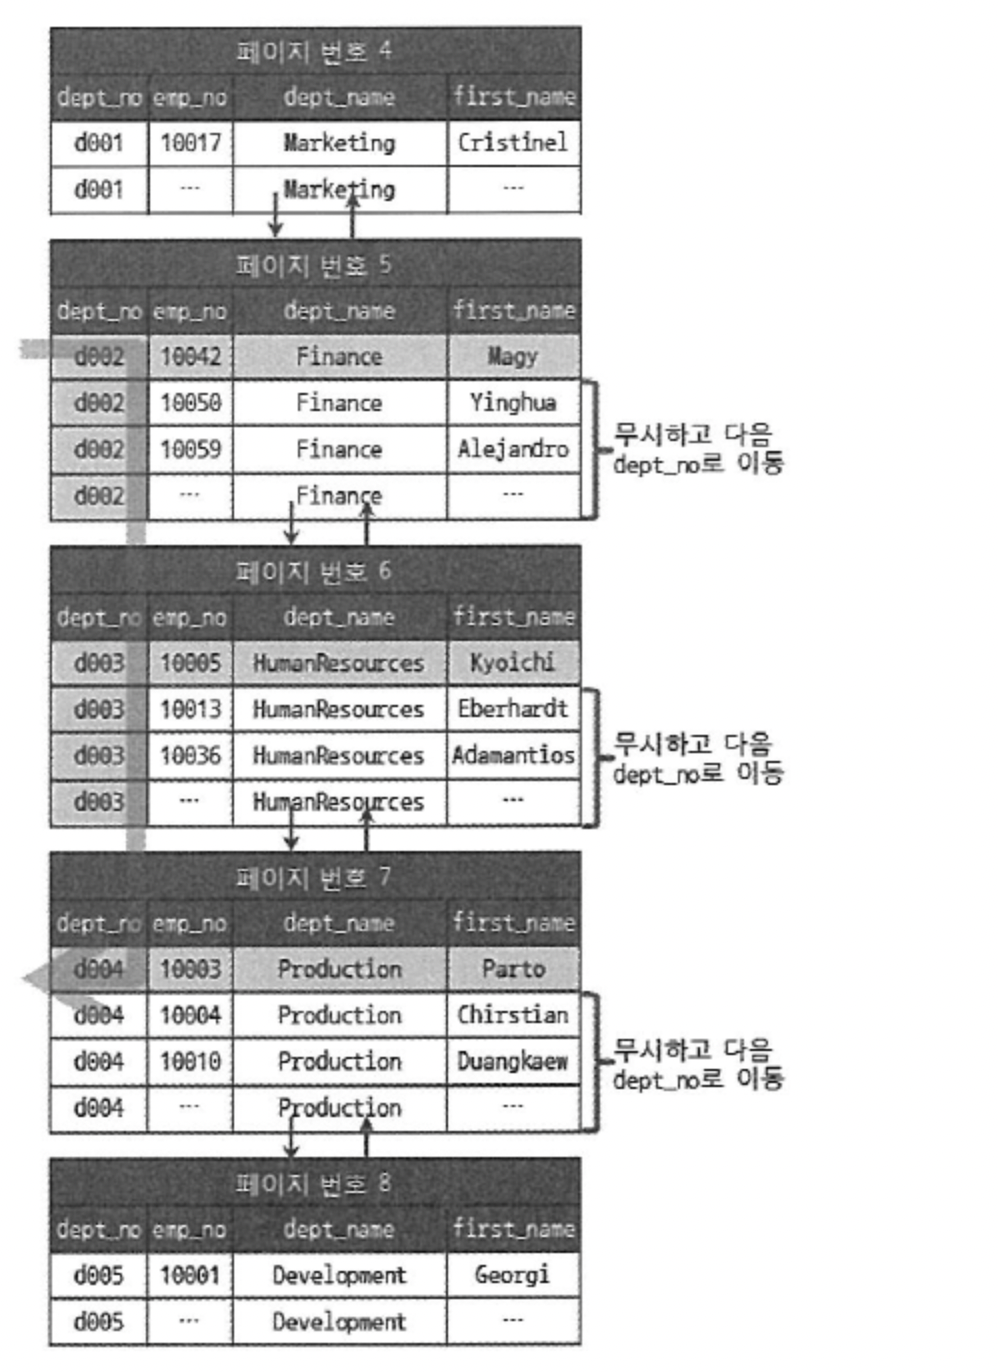 페이지 번호 4
dept_no emp_no dept_name first_name
d001 10017 Marketing Cristinel
d001 --- Marketing ---
페이지 번호 5
dept_no emp_no dept_name first_name
d002 10042 Finance Magy
d002 10050 Finance Yinghua
d002 10059 Finance Alejandro
d002 --- Finance ---
무시하고 다음
dept_no로 이동
페이지 번호 6
dept_no emp_no dept_name first_name
d003 10005 HumanResources Kyoichi
d003 10013 HumanResources Eberhardt
d003 10036 HumanResources Adamantios
d003 --- HumanResources ---
무시하고 다음
dept_no로 이동
페이지 번호 7
dept_no emp_no dept_name first_name
d004 10003 Production Parto
d004 10004 Production Chirstian
d004 10010 Production Duangkaew
d004 --- Production ---
무시하고 다음
dept_no로 이동
페이지 번호 8
dept_no emp_no dept_name first_name
d005 10001 Development Georgi
d005 --- Development ---